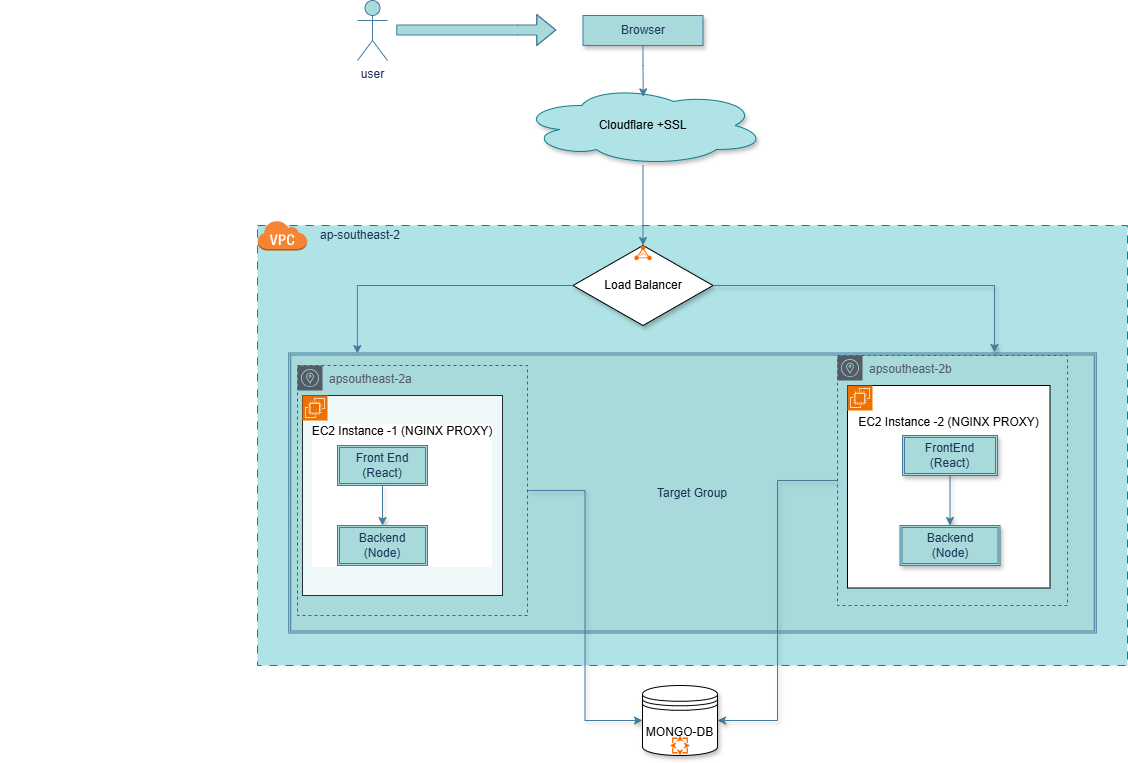 user
Browser
Cloudflare +SSL
VPC
ap-southeast-2
Load Balancer
apsoutheast-2a
EC2 Instance -1 (NGINX PROXY)
Front End
(React)
Backend
(Node)
Target Group
apsoutheast-2b
EC2 Instance -2 (NGINX PROXY)
FrontEnd
(React)
Backend
(Node)
MONGO-DB